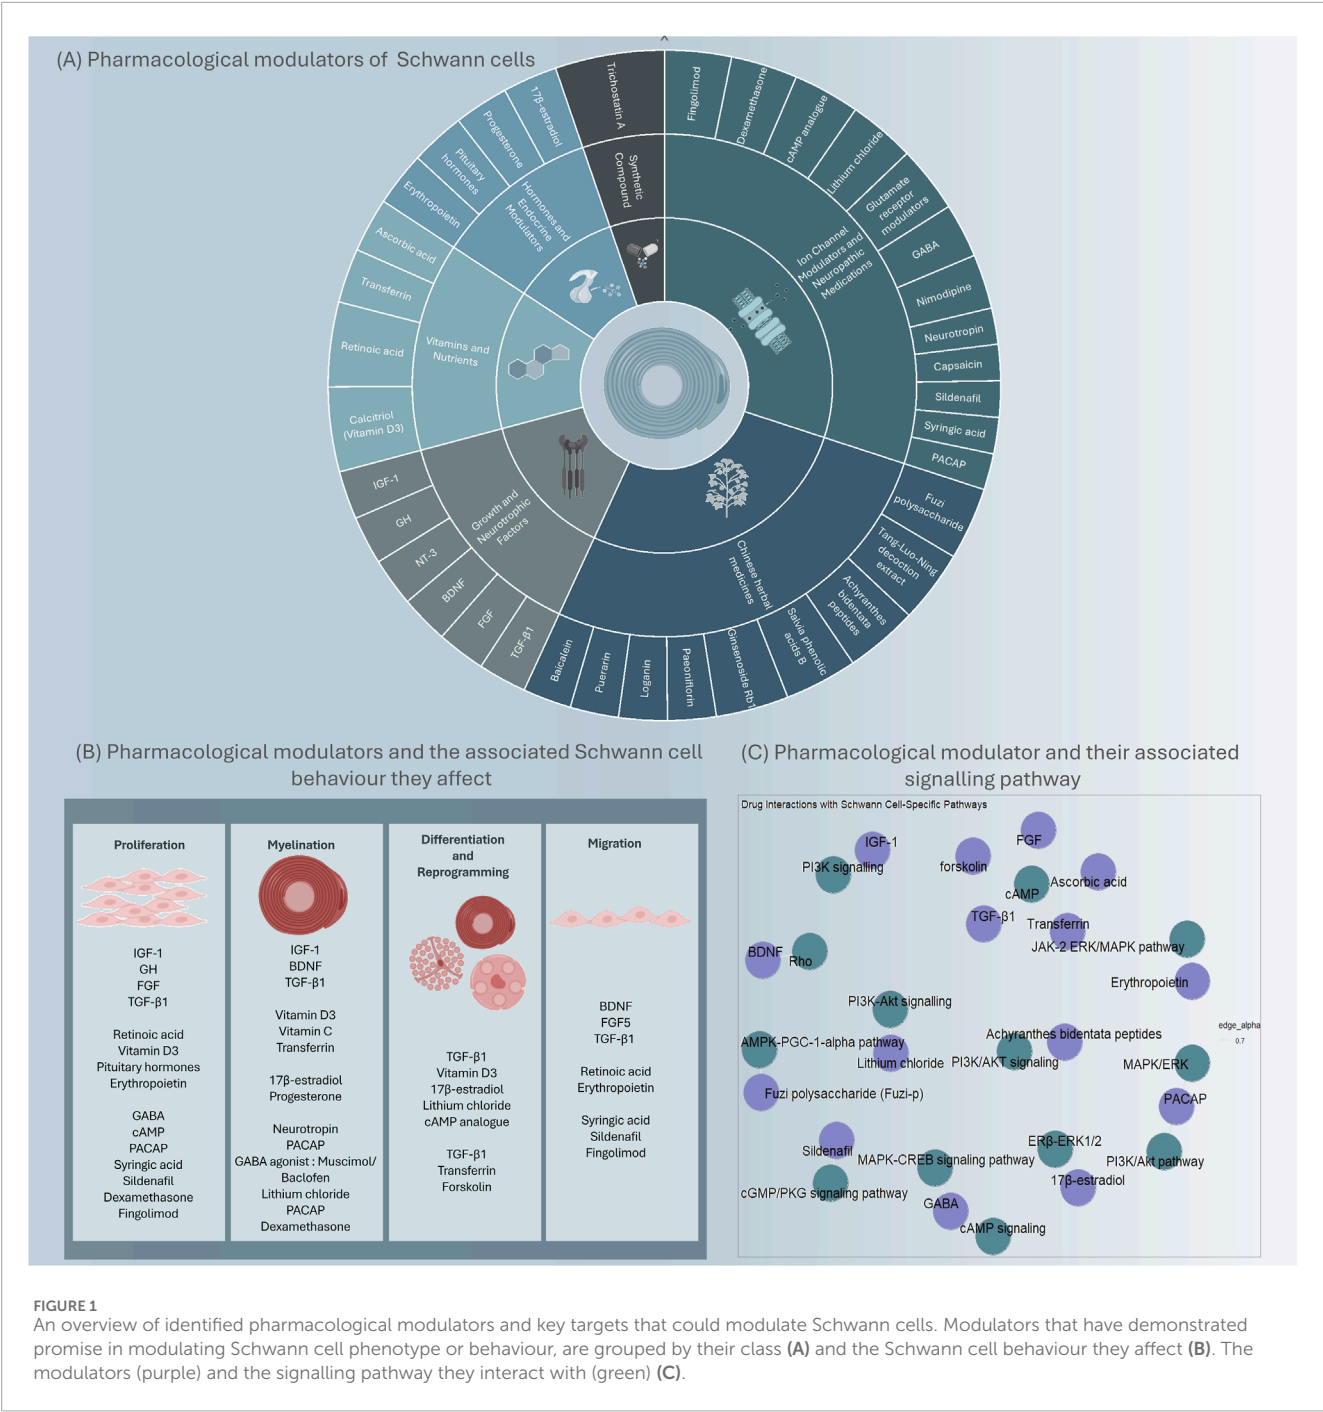 (A) Pharmacological modulators of  Schwann cells
Trichostatin A
Synthetic
Compound
Fingolimod
Dexamethasone
cAMP analogue
Lithium chloride
Glutamate
receptor
modulators
GABA
Nimodipine
Neurotropin
Capsaicin
Sildenafil
Syringic acid
PACAP
Ion Channel
Modulators and
Neuropathic
Medications
Fuzi
polysaccharide
Tang-Luo-Ning
decoction
extract
Achyranthes
bidentata
peptides
Salvia phenolic
acids B
Ginsenoside Rb1
Paeoniflorin
Loganin
Puerarin
Baicalein
Chinese herbal
medicines
TGF-β1
FGF
BDNF
NT-3
GH
IGF-1
Growth and
Neurotrophic
Factors
Calcitriol
(Vitamin D3)
Retinoic acid
Transferrin
Ascorbic acid
Vitamins and
Nutrients
Erythropoietin
Pituitary
hormones
Progesterone
17β-estradiol
Hormones and
Endocrine
Modulators
(B) Pharmacological modulators and the associated Schwann cell
behaviour they affect
Proliferation
IGF-1
GH
FGF
TGF-β1
Retinoic acid
Vitamin D3
Pituitary hormones
Erythropoietin
GABA
cAMP
PACAP
Syringic acid
Sildenafil
Dexamethasone
Fingolimod
Myelination
IGF-1
BDNF
TGF-β1
Vitamin D3
Vitamin C
Transferrin
17β-estradiol
Progesterone
Neurotropin
PACAP
GABA agonist : Muscimol/
Baclofen
Lithium chloride
PACAP
Dexamethasone
Differentiation
and
Reprogramming
TGF-β1
Vitamin D3
17β-estradiol
Lithium chloride
cAMP analogue
TGF-β1
Transferrin
Forskolin
Migration
BDNF
FGF5
TGF-β1
Retinoic acid
Erythropoietin
Syringic acid
Sildenafil
Fingolimod
(C) Pharmacological modulator and their associated
signalling pathway
Drug Interactions with Schwann Cell-Specific Pathways
IGF-1
FGF
PI3K signalling
forskolin
cAMP
Ascorbic acid
TGF-β1
Transferrin
JAK-2 ERK/MAPK pathway
BDNF
Rho
Erythropoietin
PI3K-Akt signalling
edge_alpha
0.7
AMPK-PGC-1-alpha pathway
Achyranthes bidentata peptides
Lithium chloride
PI3K/AKT signaling
MAPK/ERK
Fuzi polysaccharide (Fuzi-p)
PACAP
Sildenafil
ERβ-ERK1/2
MAPK-CREB signaling pathway
PI3K/Akt pathway
17β-estradiol
cGMP/PKG signaling pathway
GABA
cAMP signaling
FIGURE 1
An overview of identified pharmacological modulators and key targets that could modulate Schwann cells. Modulators that have demonstrated
promise in modulating Schwann cell phenotype or behaviour, are grouped by their class (A) and the Schwann cell behaviour they affect (B). The
modulators (purple) and the signalling pathway they interact with (green) (C).